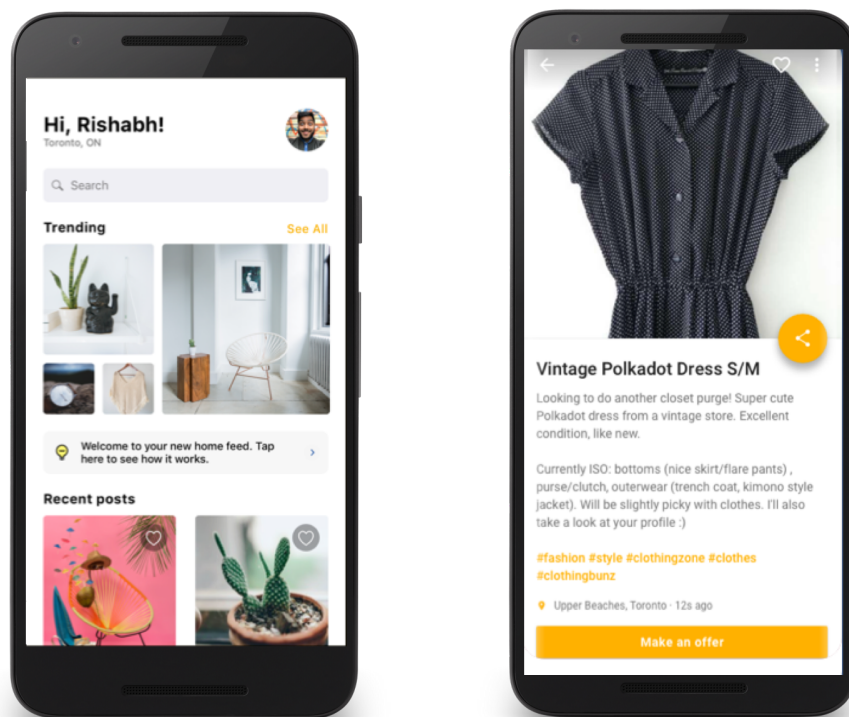 Hi, Rishabh!
Toronto, ON
Search
Trending
See All
Welcome to your new home feed. Tap
here to see how it works.
Recent posts
Vintage Polkadot Dress S/M
Looking to do another closet purge! Super cute
Polkadot dress from a vintage store. Excellent
condition, like new.
Currently ISO: bottoms (nice skirt/flare pants) ,
purse/clutch, outerwear (trench coat, kimono style
jacket). Will be slightly picky with clothes. I'll also
take a look at your profile :)
#fashion #style #clothingzone #clothes
#clothingbunz
Upper Beaches, Toronto · 12s ago
Make an offer